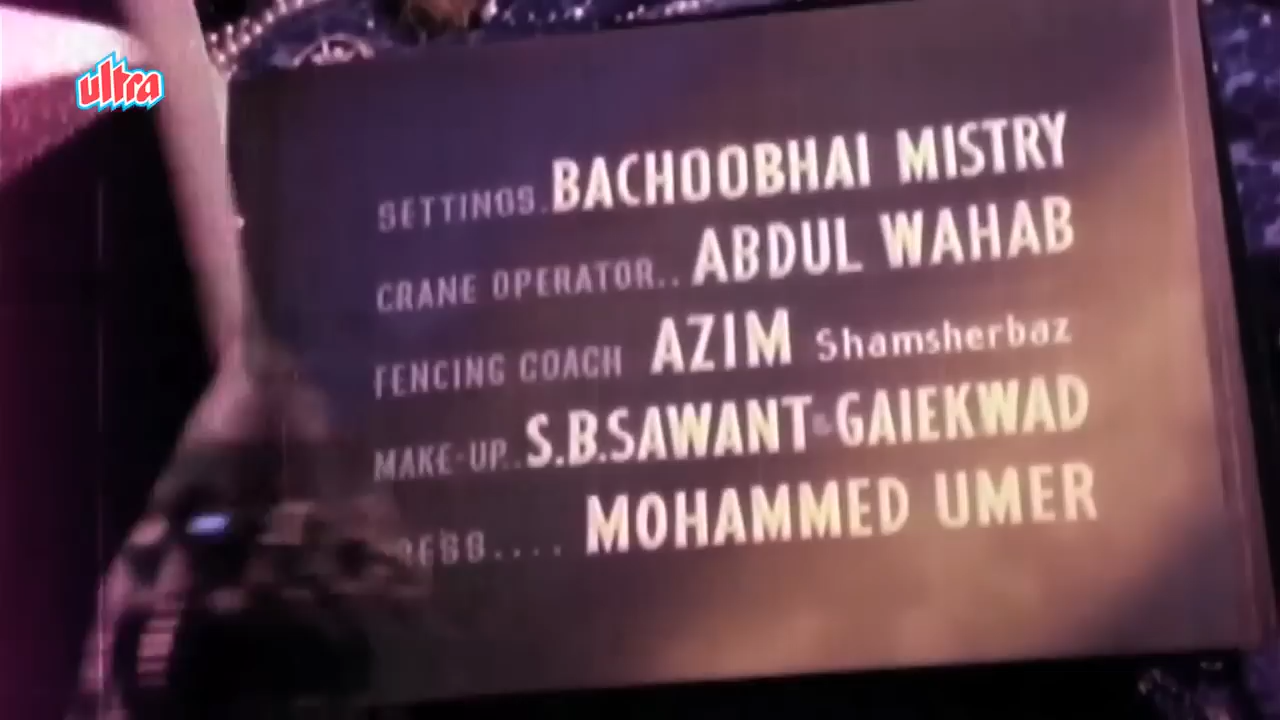 ultra
SETTINGS.BACHOOBHAI MISTRY
CRANE OPERATOR.. ABDUL WAHAB
FENCING COACH AZIM Shamsherbaz
MAKE-UP..S.B.SAWANT & GAIEKWAD
MOHAMMED UMER